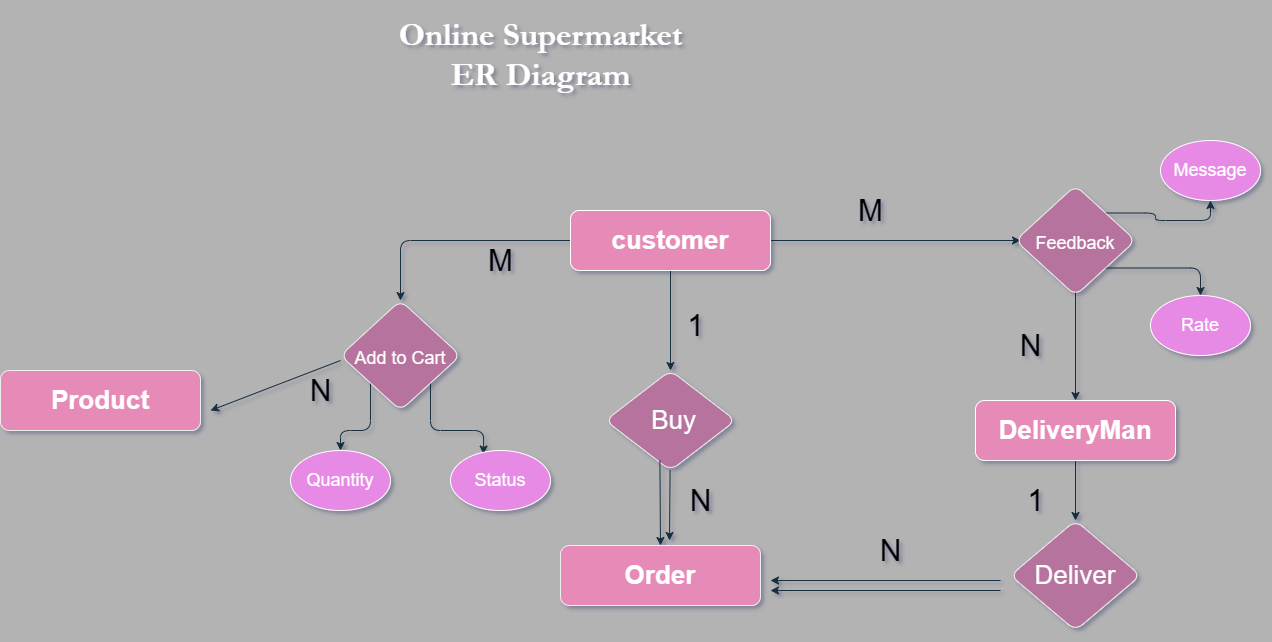 Online Supermarket
ER Diagram
Message
M
customer
Feedback
M
1
Rate
N
Add to Cart
N
Product
Buy
DeliveryMan
Quantity
Status
N
1
N
Order
Deliver